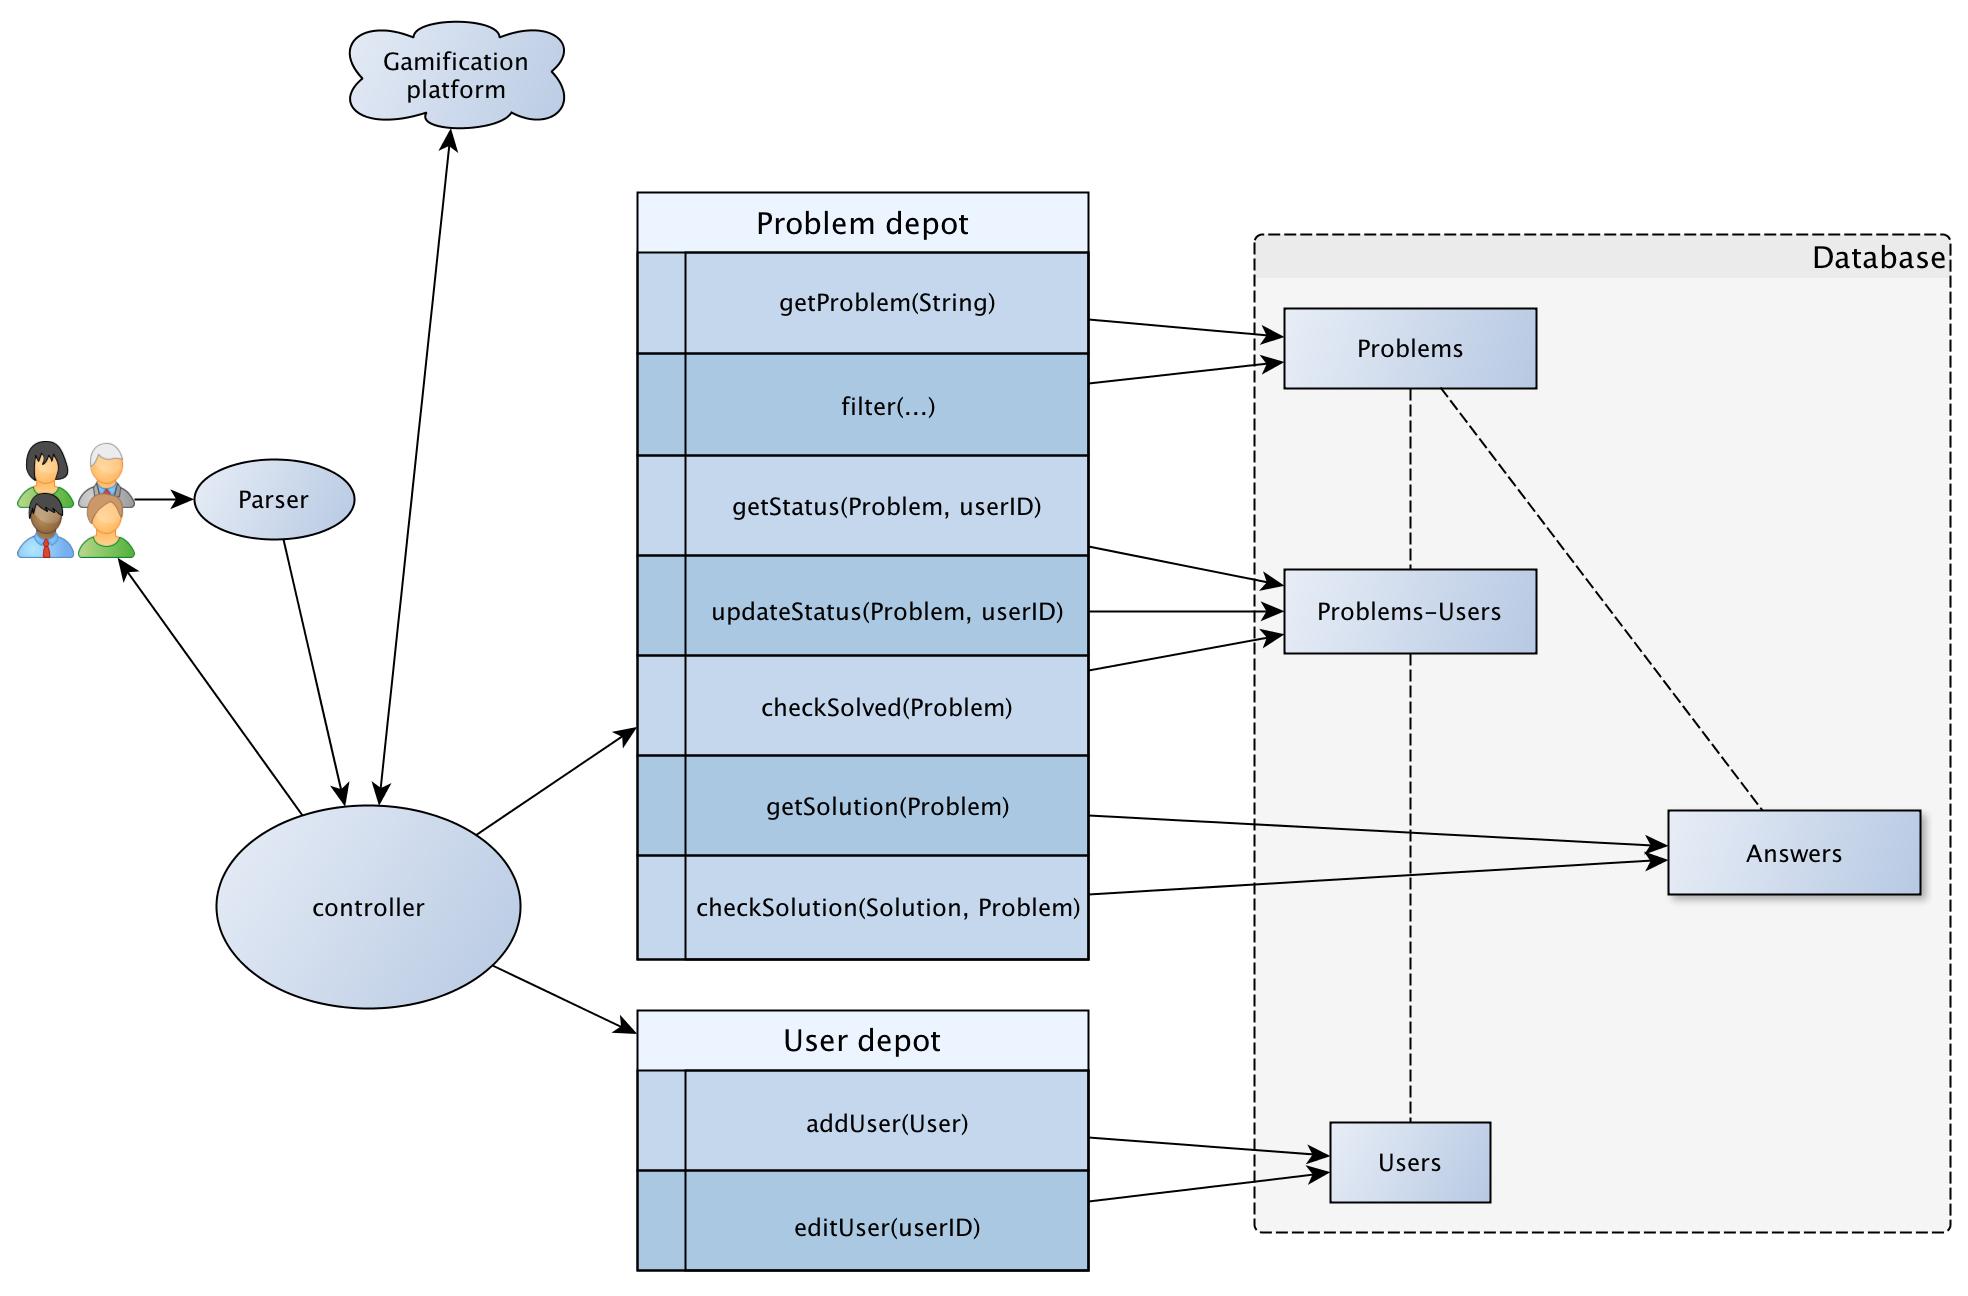 Gamification
platform
Parser
controller
Problem depot
getProblem(String)
filter(...)
getStatus(Problem, userID)
updateStatus(Problem, userID)
checkSolved(Problem)
getSolution(Problem)
checkSolution(Solution, Problem)
User depot
addUser(User)
editUser(userID)
Database
Problems
Problems-Users
Answers
Users